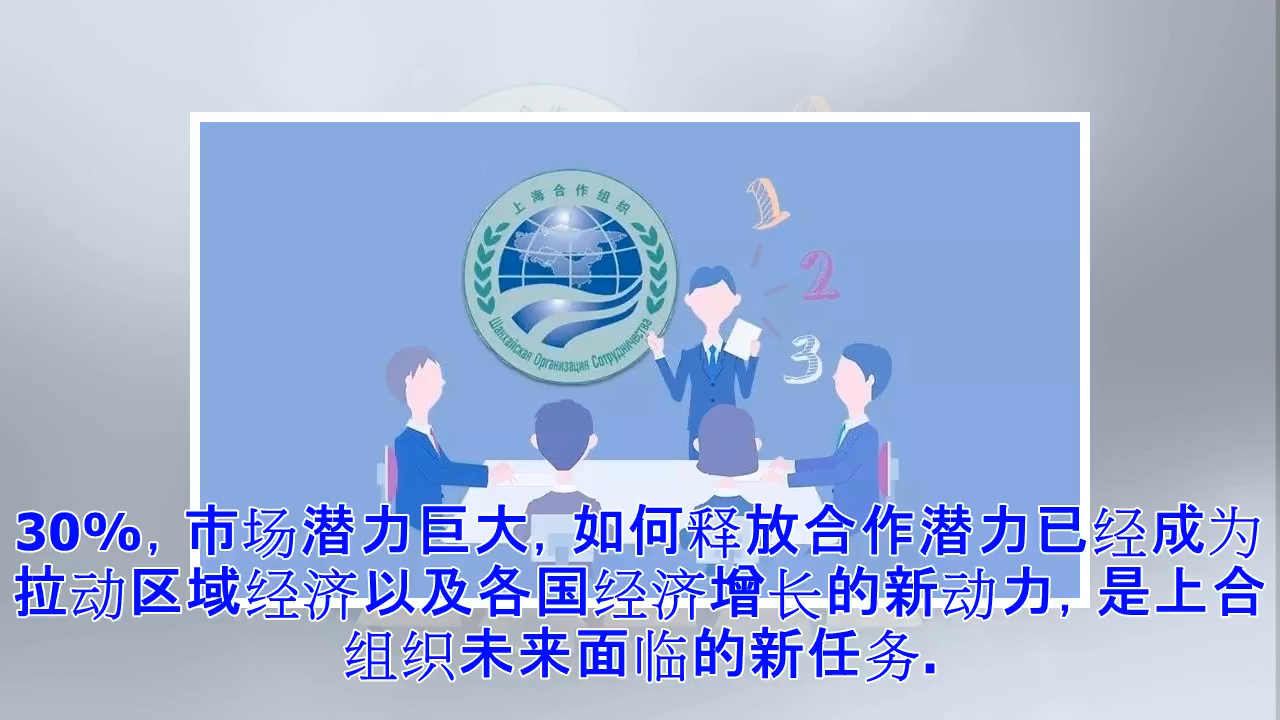 上海合作组织
Шанхайская Организация Сотрудничества
1
2
3
30%, 市场潜力巨大, 如何释放合作潜力已经成为
拉动区域经济以及各国经济增长的新动力, 是上合
组织未来面临的新任务.